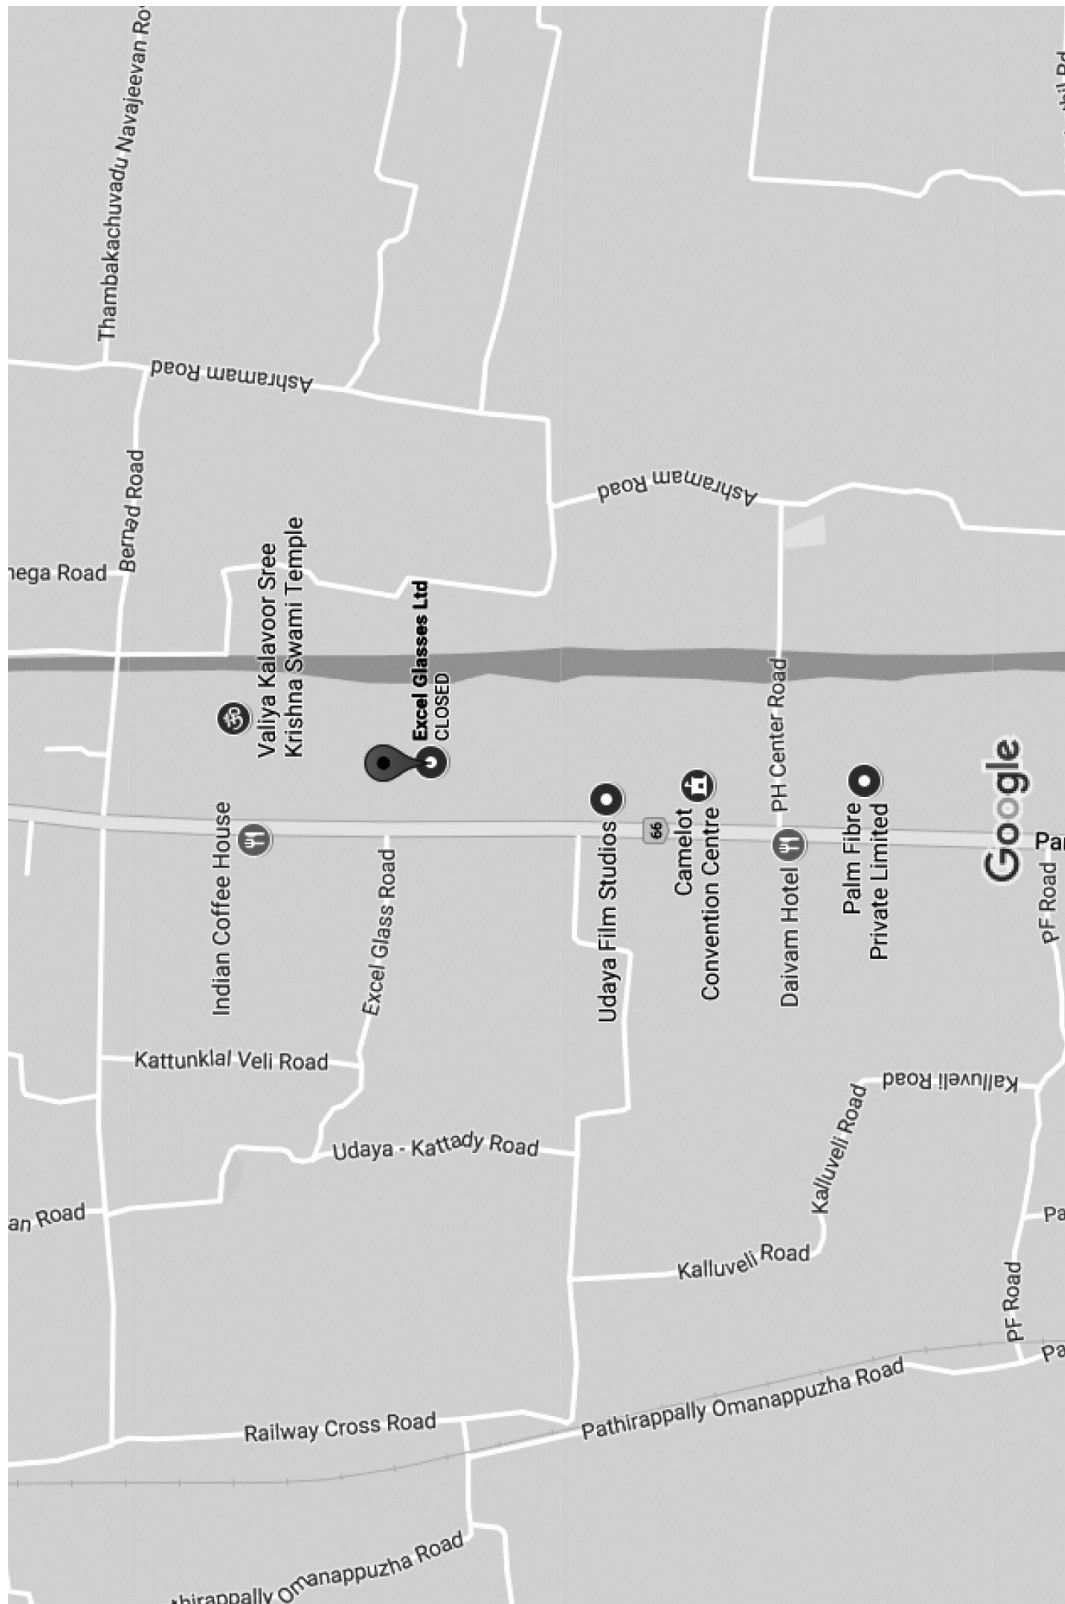 Thambakachuvadu Navajeevan Ro
Ashramam Road
Bernad Road
nega Road
Ashramam Road
Valiya Kalavoor Sree
Krishna Swami Temple
Excel Glasses Ltd
CLOSED
PH Center Road
Indian Coffee House
Excel Glass Road
Udaya Film Studios
66
Camelot
Convention Centre
Daivam Hotel
Palm Fibre
Private Limited
Google
Par
PF Road
Kattunklal Veli Road
Kalluveli Road
Udaya - Kattady Road
Kalluveli Road
an Road
Pa
Kalluveli Road
PF Road
Pa
Railway Cross Road
Pathirappally Omanappuzha Road
thirappally Omanappuzha Road